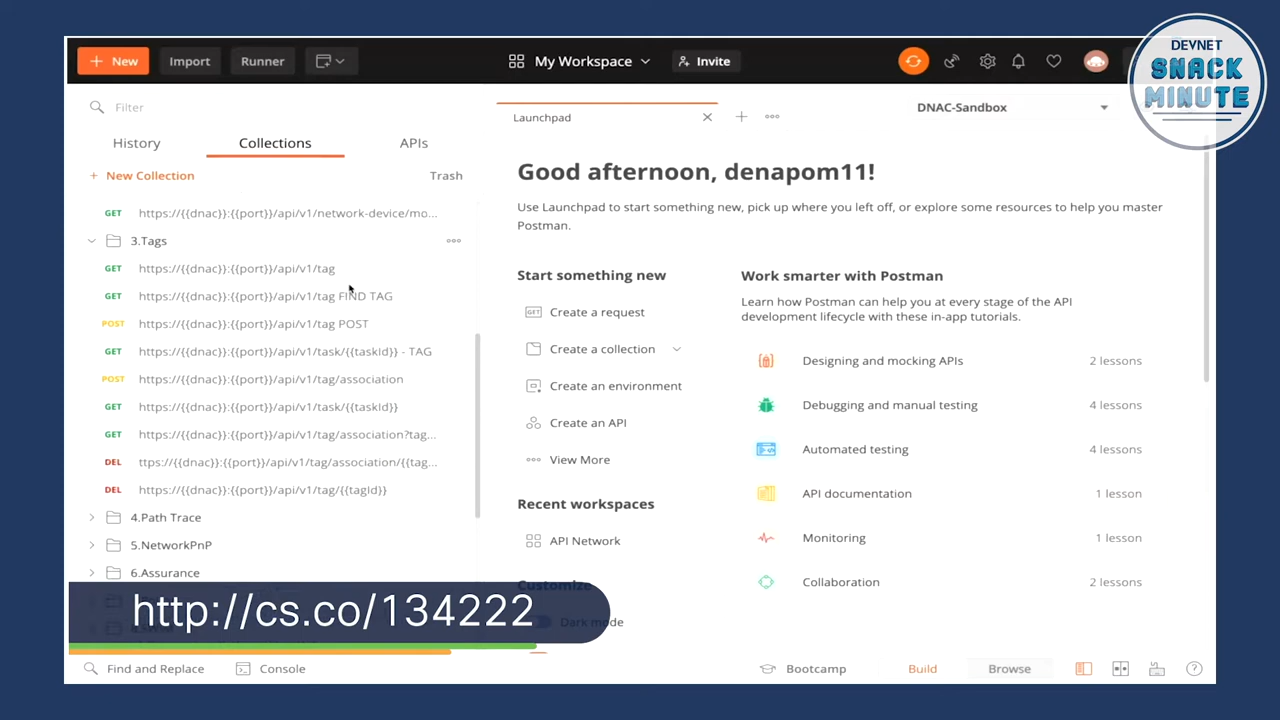 DEVNET
SNACK
MINUTE
New
Import
Runner
My Workspace
Invite
Filter
Launchpad
DNAC-Sandbox
History
Collections
APIs
+ New Collection
Trash
Good afternoon, denapom11!
Use Launchpad to start something new, pick up where you left off, or explore some resources to help you master
Postman.
GET https://{{dnac}}:{{port}}/api/v1/network-device/mo...
3.Tags
GET https://{{dnac}}:{{port}}/api/v1/tag
GET https://{{dnac}}:{{port}}/api/v1/tag FIND TAG
POST https://{{dnac}}:{{port}}/api/v1/tag POST
GET https://{{dnac}}:{{port}}/api/v1/task/{{taskId}} - TAG
POST https://{{dnac}}:{{port}}/api/v1/tag/association
GET https://{{dnac}}:{{port}}/api/v1/task/{{taskId}}
GET https://{{dnac}}:{{port}}/api/v1/tag/association?tag...
DEL ttps://{{dnac}}:{{port}}/api/v1/tag/association/{{tag...
DEL https://{{dnac}}:{{port}}/api/v1/tag/{{tagId}}
4.Path Trace
5.NetworkPnP
6.Assurance
Start something new
GET Create a request
Create a collection
Create an environment
Create an API
View More
Recent workspaces
API Network
Customize
Dark mode
Work smarter with Postman
Learn how Postman can help you at every stage of the API
development lifecycle with these in-app tutorials.
Designing and mocking APIs 2 lessons
Debugging and manual testing 4 lessons
Automated testing 4 lessons
API documentation 1 lesson
Monitoring 1 lesson
Collaboration 2 lessons
http://cs.co/134222
Find and Replace
Console
Bootcamp
Build
Browse